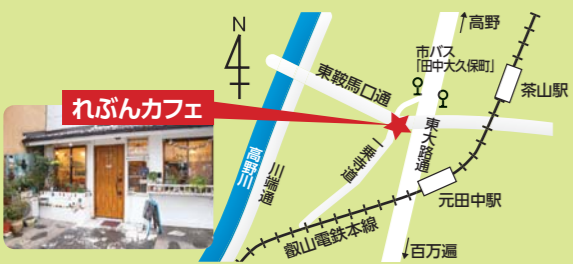 N
↑高野
市バス
「田中大久保町」
茶山駅
東鞍馬口通
れぶんカフェ
東大路通
一乗寺道
高野川
川端通
元田中駅
叡山電鉄本線
↓百万遍